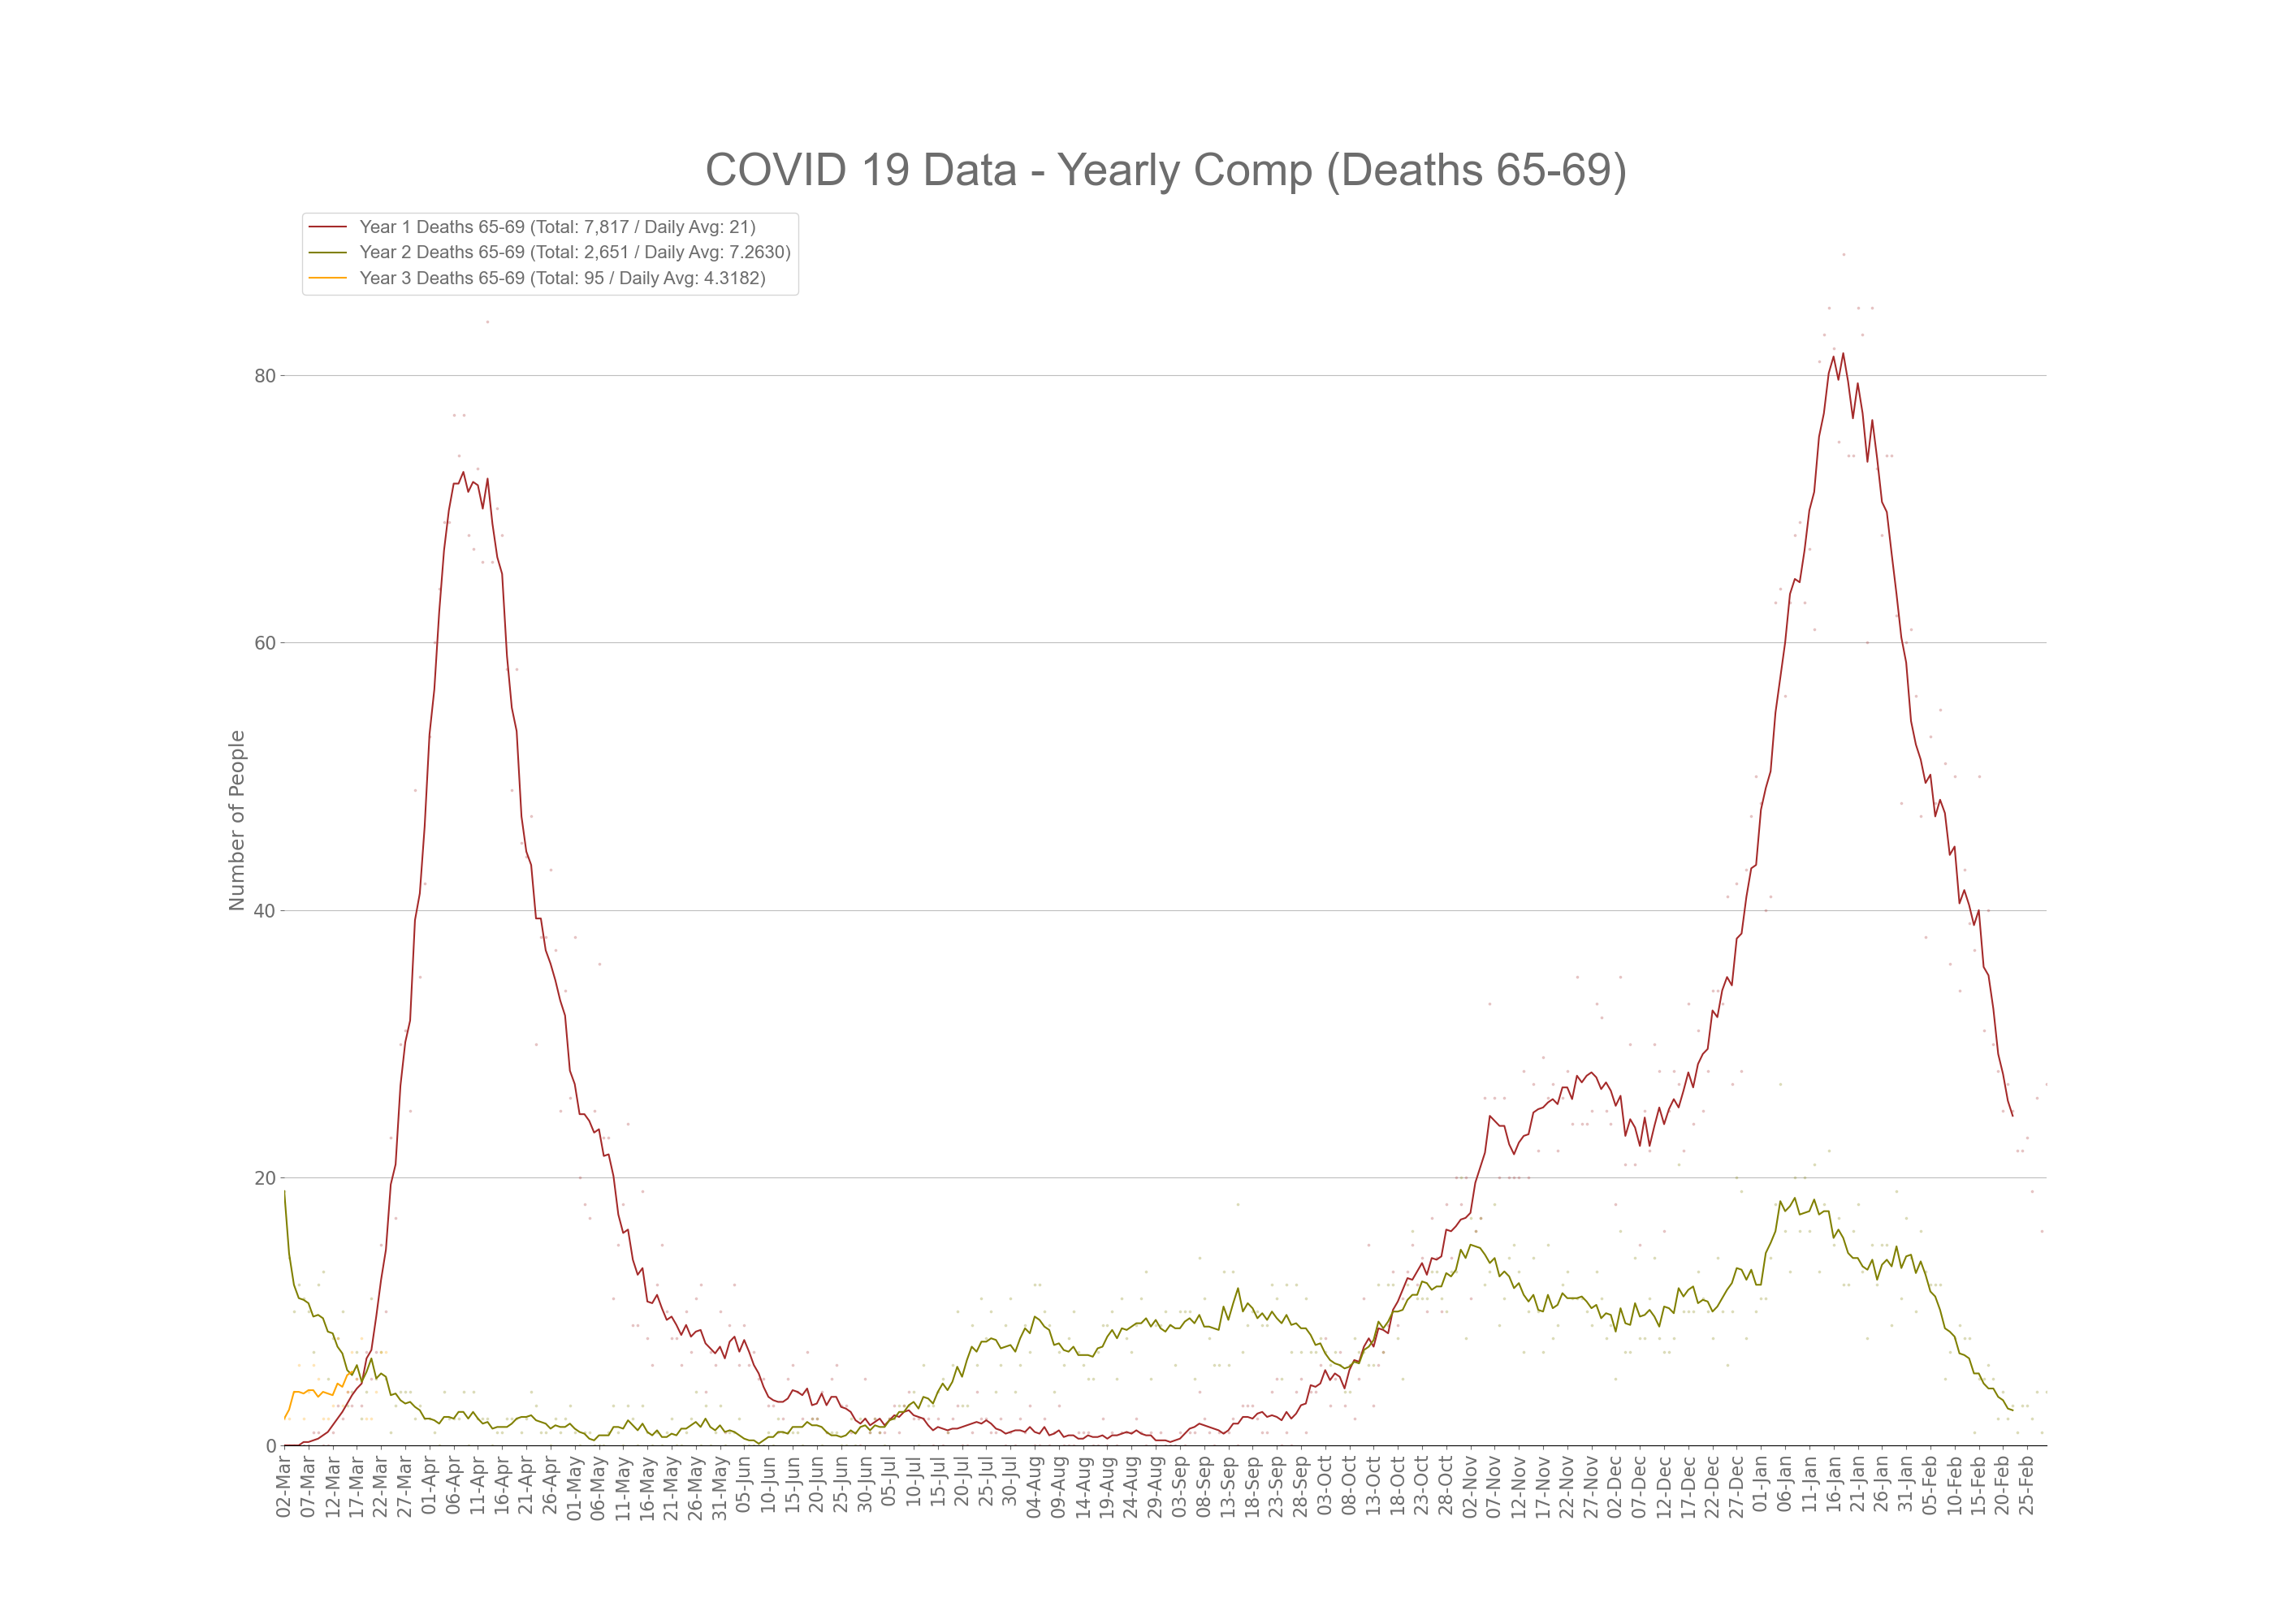 COVID 19 Data - Yearly Comp (Deaths 65-69)
Year 1 Deaths 65-69 (Total: 7,817 / Daily Avg: 21)
Year 2 Deaths 65-69 (Total: 2,651 / Daily Avg: 7.2630)
Year 3 Deaths 65-69 (Total: 95 / Daily Avg: 4.3182)
80
60
40
20
0
Number of People
02-Mar
07-Mar
12-Mar
17-Mar
22-Mar
27-Mar
01-Apr
06-Apr
11-Apr
16-Apr
21-Apr
26-Apr
01-May
06-May
11-May
16-May
21-May
26-May
31-May
05-Jun
10-Jun
15-Jun
20-Jun
25-Jun
30-Jun
05-Jul
10-Jul
15-Jul
20-Jul
25-Jul
30-Jul
04-Aug
09-Aug
14-Aug
19-Aug
24-Aug
29-Aug
03-Sep
08-Sep
13-Sep
18-Sep
23-Sep
28-Sep
03-Oct
08-Oct
13-Oct
18-Oct
23-Oct
28-Oct
02-Nov
07-Nov
12-Nov
17-Nov
22-Nov
27-Nov
02-Dec
07-Dec
12-Dec
17-Dec
22-Dec
27-Dec
01-Jan
06-Jan
11-Jan
16-Jan
21-Jan
26-Jan
31-Jan
05-Feb
10-Feb
15-Feb
20-Feb
25-Feb